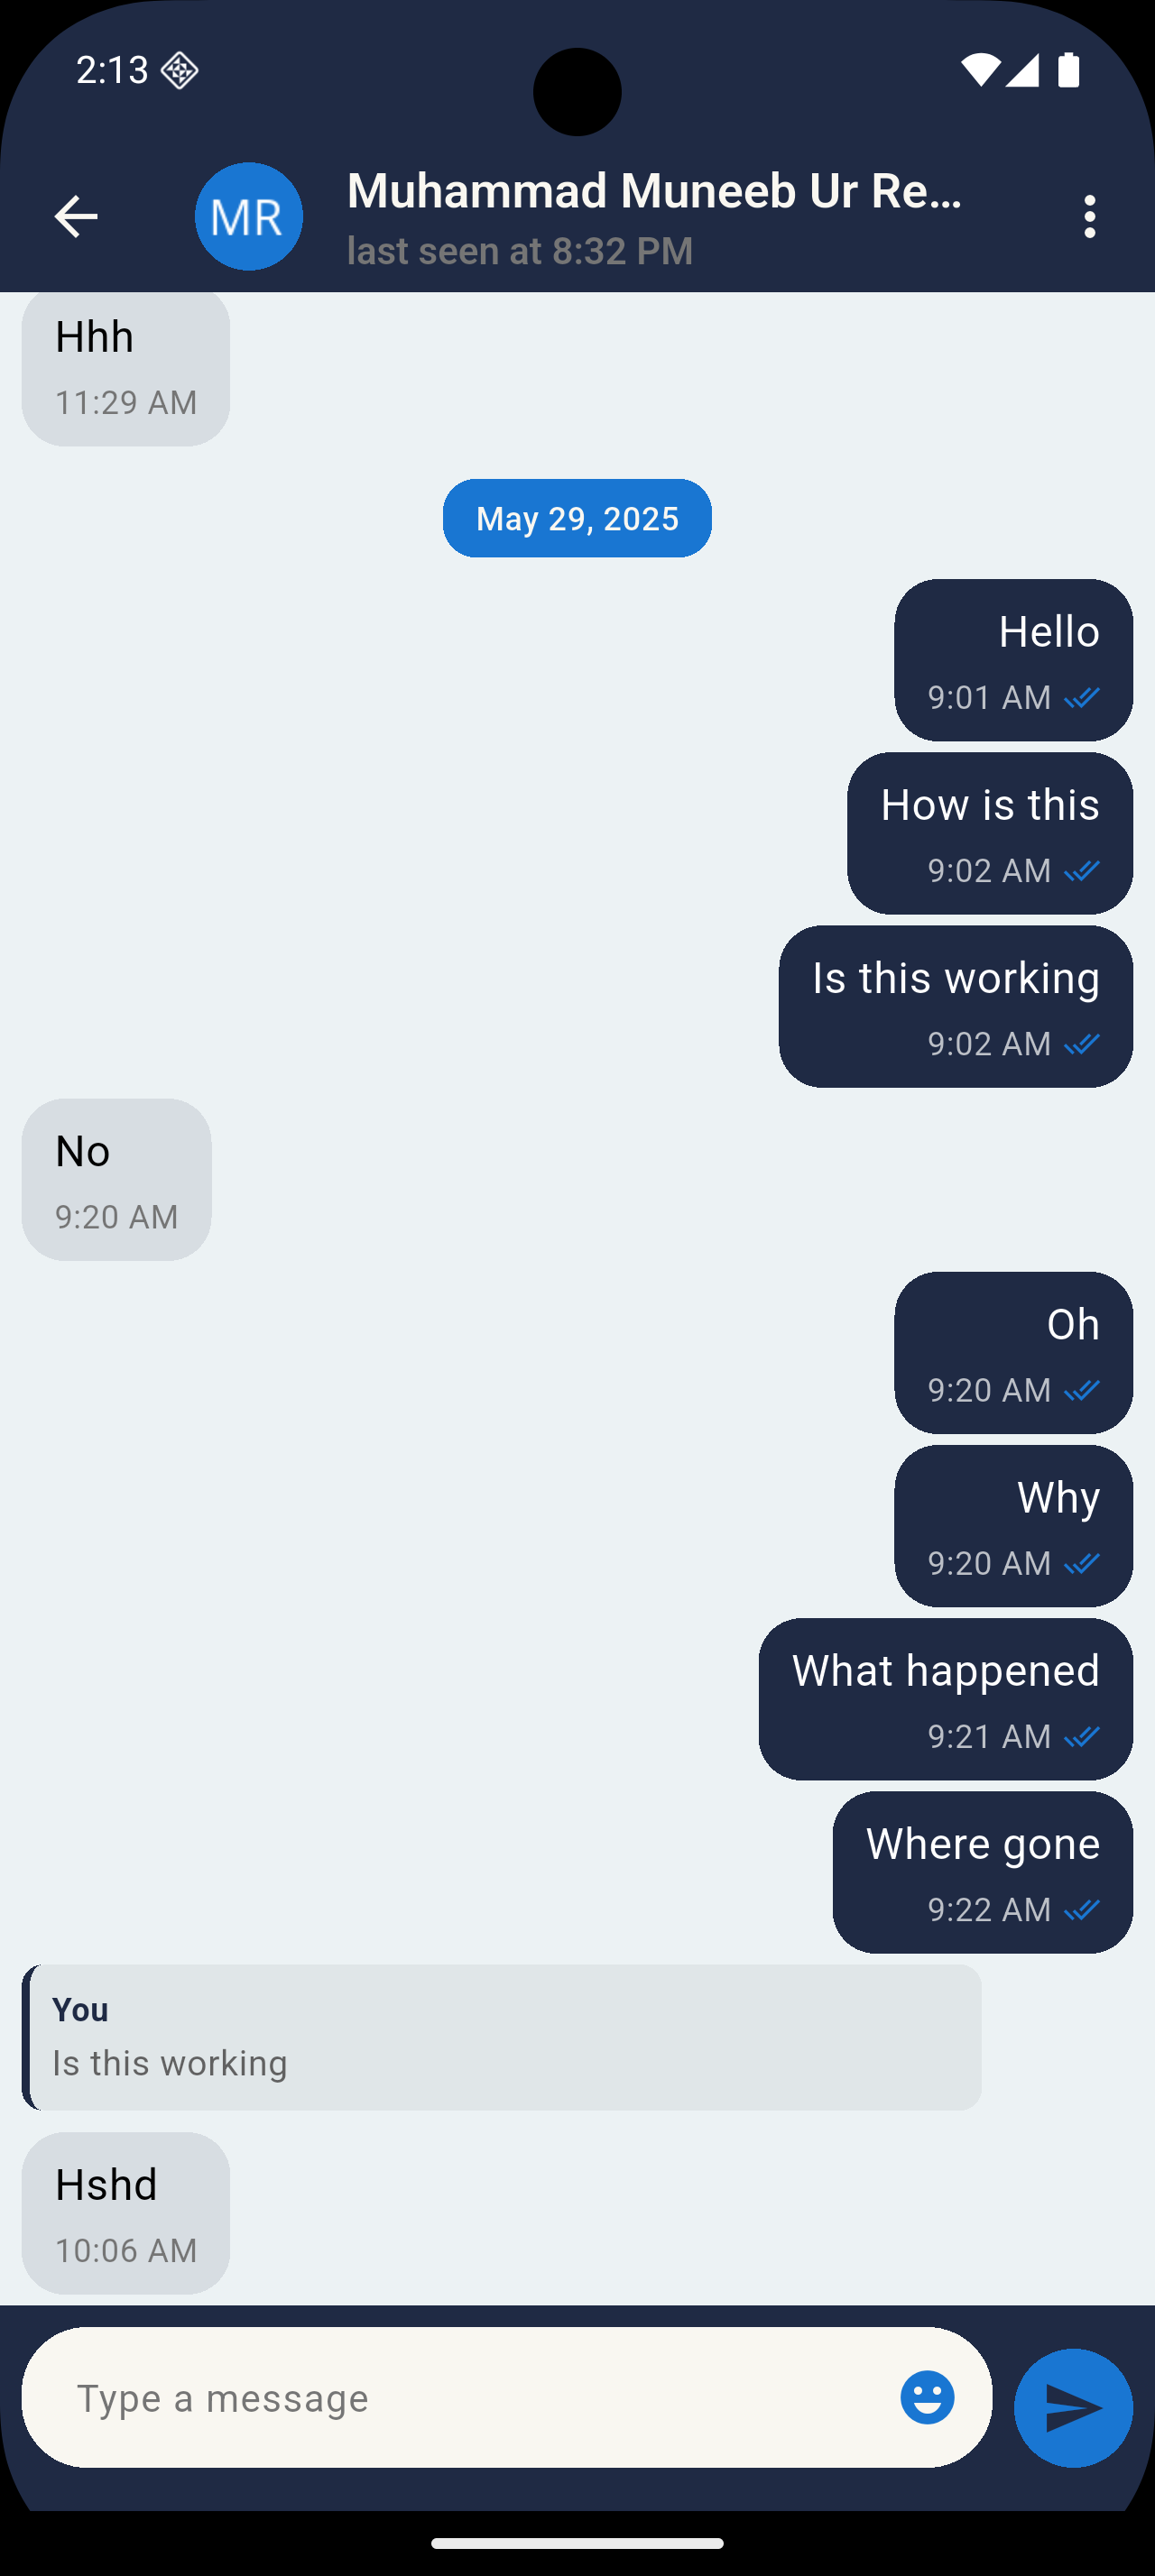 2:13
MR
Muhammad Muneeb Ur Re...
last seen at 8:32 PM
Hhh
11:29 AM
May 29, 2025
Hello
9:01 AM
How is this
9:02 AM
Is this working
9:02 AM
No
9:20 AM
Oh
9:20 AM
Why
9:20 AM
What happened
9:21 AM
Where gone
9:22 AM
You
Is this working
Hshd
10:06 AM
Type a message